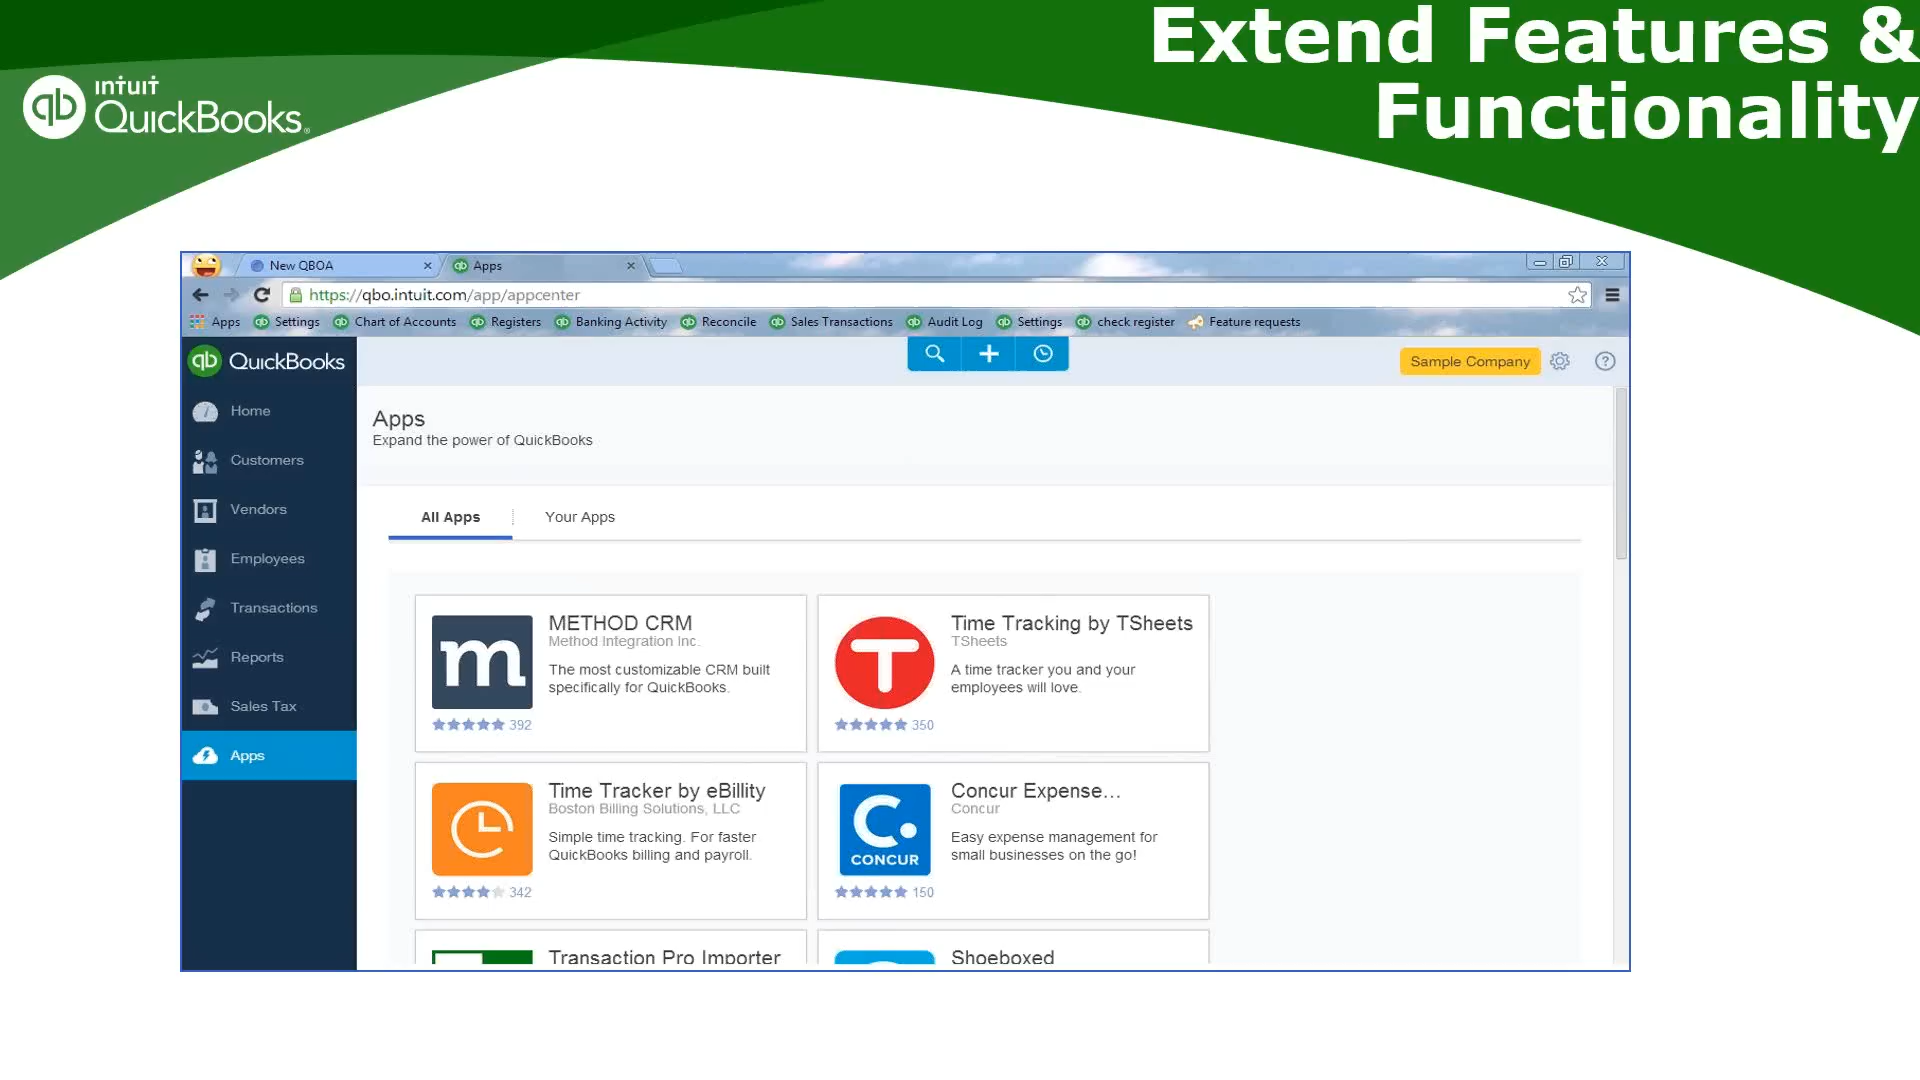 Extend Features &
Functionality
ıntuıt
QuickBooks.
New QBOA
Apps
https://qbo.intuit.com/app/appcenter
Apps Settings Chart of Accounts Registers Banking Activity Reconcile Sales Transactions Audit Log Settings check register Feature requests
QuickBooks
Sample Company
Home
Customers
Vendors
Employees
Transactions
Reports
Sales Tax
Apps
Apps
Expand the power of QuickBooks
All Apps Your Apps
METHOD CRM
Method Integration Inc.
The most customizable CRM built
specifically for QuickBooks.
392
Time Tracking by TSheets
TSheets
A time tracker you and your
employees will love.
350
Time Tracker by eBillity
Boston Billing Solutions, LLC
Simple time tracking. For faster
QuickBooks billing and payroll.
342
Concur Expense...
Concur
Easy expense management for
small businesses on the go!
CONCUR
150
Transaction Pro Importer
Shoeboxed